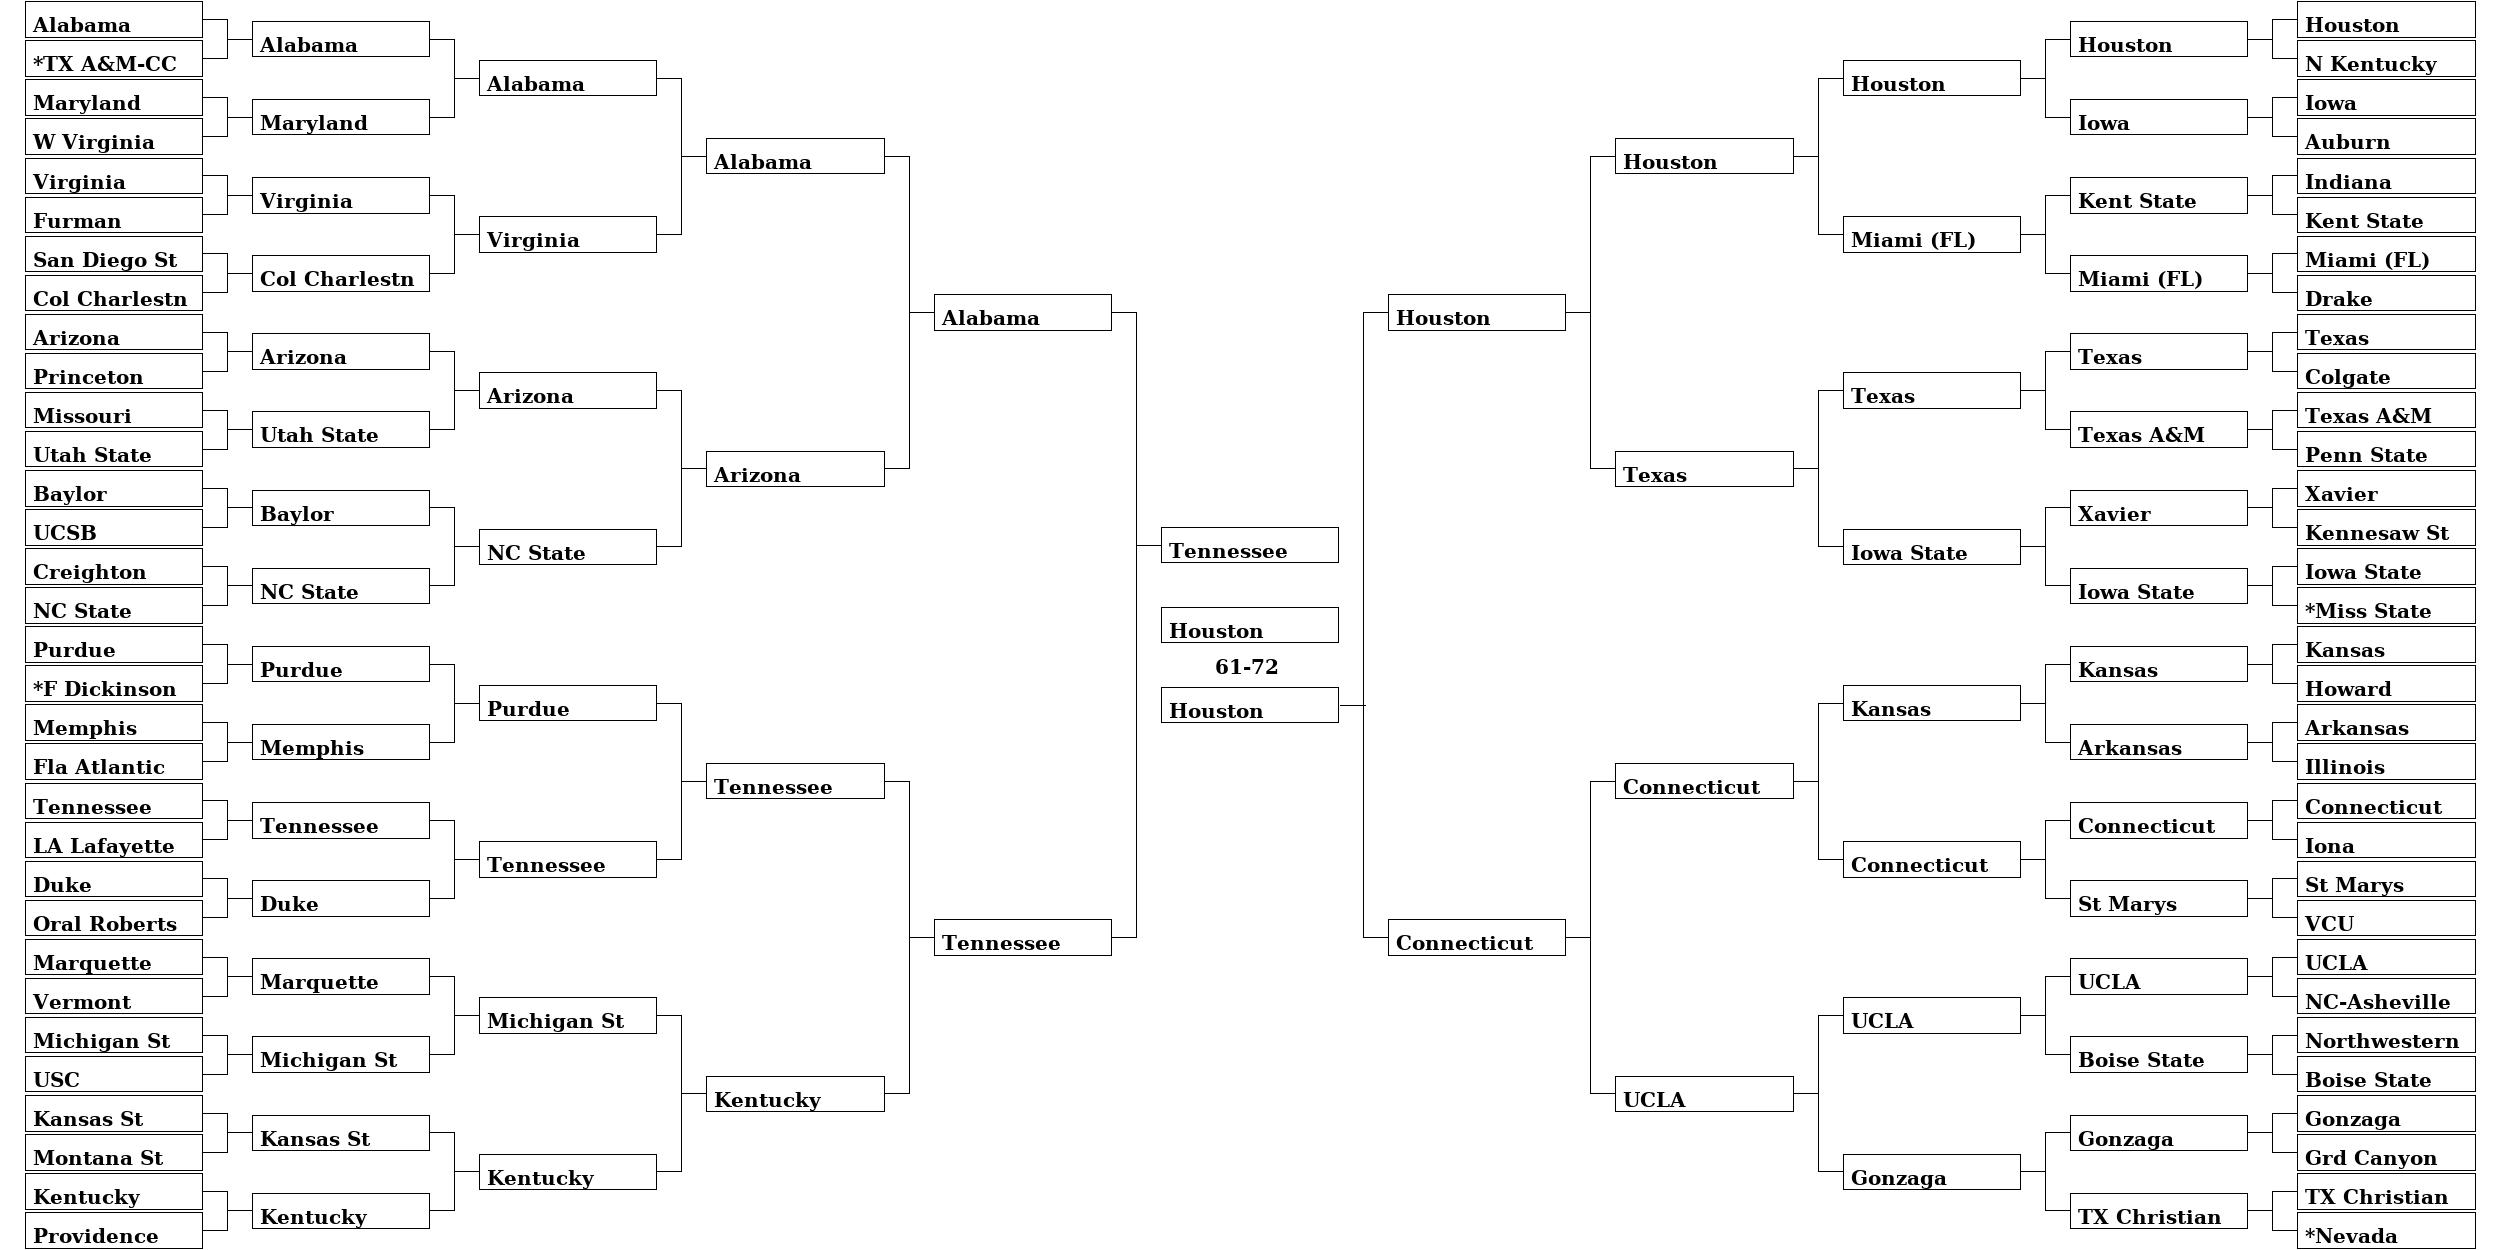 Alabama
*TX A&M-CC
Maryland
W Virginia
Virginia
Furman
San Diego St
Col Charlestn
Arizona
Princeton
Missouri
Utah State
Baylor
UCSB
Creighton
NC State
Purdue
*F Dickinson
Memphis
Fla Atlantic
Tennessee
LA Lafayette
Duke
Oral Roberts
Marquette
Vermont
Michigan St
USC
Kansas St
Montana St
Kentucky
Providence
Alabama
Maryland
Virginia
Col Charlestn
Arizona
Utah State
Baylor
NC State
Purdue
Memphis
Tennessee
Duke
Marquette
Michigan St
Kansas St
Kentucky
Alabama
Virginia
Arizona
NC State
Purdue
Tennessee
Michigan St
Kentucky
Alabama
Arizona
Tennessee
Kentucky
Alabama
Tennessee
Tennessee
Houston
61-72
Houston
Houston
Connecticut
Houston
Texas
Connecticut
UCLA
Houston
Miami (FL)
Texas
Iowa State
Kansas
Connecticut
UCLA
Gonzaga
Houston
Iowa
Kent State
Miami (FL)
Texas
Texas A&M
Xavier
Iowa State
Kansas
Arkansas
Connecticut
St Marys
UCLA
Boise State
Gonzaga
TX Christian
Houston
N Kentucky
Iowa
Auburn
Indiana
Kent State
Miami (FL)
Drake
Texas
Colgate
Texas A&M
Penn State
Xavier
Kennesaw St
Iowa State
*Miss State
Kansas
Howard
Arkansas
Illinois
Connecticut
Iona
St Marys
VCU
UCLA
NC-Asheville
Northwestern
Boise State
Gonzaga
Grd Canyon
TX Christian
*Nevada